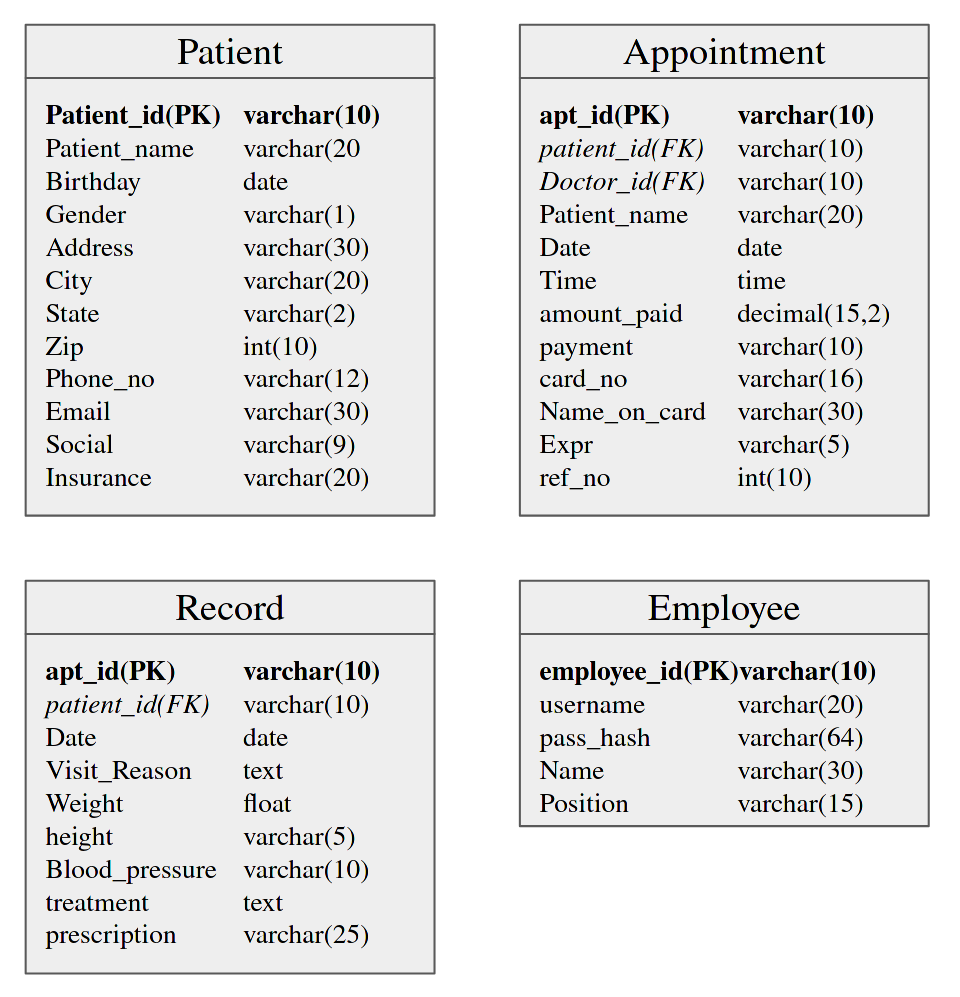 Patient
Patient_id(PK) varchar(10)
Patient_name varchar(20
Birthday date
Gender varchar(1)
Address varchar(30)
City varchar(20)
State varchar(2)
Zip int(10)
Phone_no varchar(12)
Email varchar(30)
Social varchar(9)
Insurance varchar(20)
Appointment
apt_id(PK) varchar(10)
patient_id(FK) varchar(10)
Doctor_id(FK) varchar(10)
Patient_name varchar(20)
Date date
Time time
amount_paid decimal(15,2)
payment varchar(10)
card_no varchar(16)
Name_on_card varchar(30)
Expr varchar(5)
ref_no int(10)
Record
apt_id(PK) varchar(10)
patient_id(FK) varchar(10)
Date date
Visit_Reason text
Weight float
height varchar(5)
Blood_pressure varchar(10)
treatment text
prescription varchar(25)
Employee
employee_id(PK)varchar(10)
username varchar(20)
pass_hash varchar(64)
Name varchar(30)
Position varchar(15)